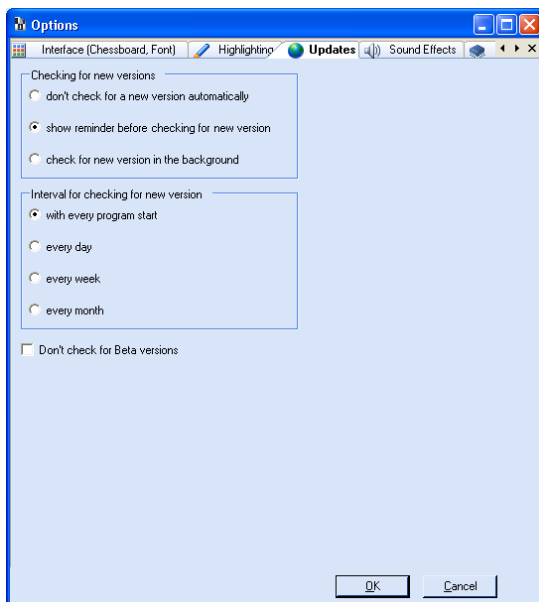 Options
Interface (Chessboard, Font) Highlighting Updates Sound Effects
Checking for new versions
don't check for a new version automatically
show reminder before checking for new version
check for new version in the background
Interval for checking for new version
with every program start
every day
every week
every month
Don't check for Beta versions
OK Cancel